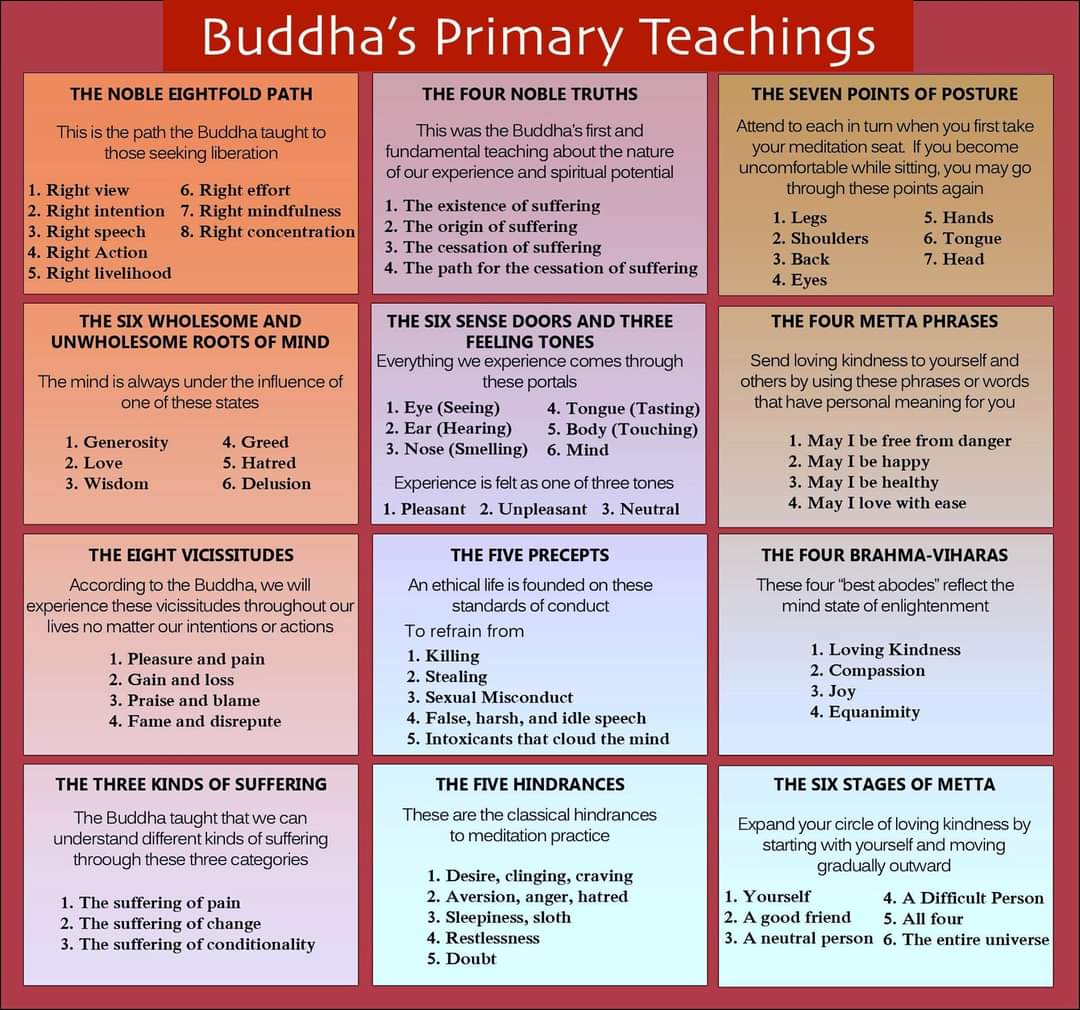 Buddha's Primary Teachings
THE NOBLE EIGHTFOLD PATH
This is the path the Buddha taught to
those seeking liberation
1. Right view
2. Right intention
3. Right speech
4. Right Action
5. Right livelihood
6. Right effort
7. Right mindfulness
8. Right concentration
THE FOUR NOBLE TRUTHS
This was the Buddha's first and
fundamental teaching about the nature
of our experience and spiritual potential
1. The existence of suffering
2. The origin of suffering
3. The cessation of suffering
4. The path for the cessation of suffering
THE SEVEN POINTS OF POSTURE
Attend to each in turn when you first take
your meditation seat. If you become
uncomfortable while sitting, you may go
through these points again
1. Legs
2. Shoulders
3. Back
4. Eyes
5. Hands
6. Tongue
7. Head
THE SIX WHOLESOME AND
UNWHOLESOME ROOTS OF MIND
The mind is always under the influence of
one of these states
1. Generosity
2. Love
3. Wisdom
4. Greed
5. Hatred
6. Delusion
THE SIX SENSE DOORS AND THREE
FEELING TONES
Everything we experience comes through
these portals
1. Eye (Seeing)
2. Ear (Hearing)
3. Nose (Smelling)
4. Tongue (Tasting)
5. Body (Touching)
6. Mind
Experience is felt as one of three tones
1. Pleasant 2. Unpleasant 3. Neutral
THE FOUR METTA PHRASES
Send loving kindness to yourself and
others by using these phrases or words
that have personal meaning for you
1. May I be free from danger
2. May I be happy
3. May I be healthy
4. May I love with ease
THE EIGHT VICISSITUDES
According to the Buddha, we will
experience these vicissitudes throughout our
lives no matter our intentions or actions
1. Pleasure and pain
2. Gain and loss
3. Praise and blame
4. Fame and disrepute
THE FIVE PRECEPTS
An ethical life is founded on these
standards of conduct
To refrain from
1. Killing
2. Stealing
3. Sexual Misconduct
4. False, harsh, and idle speech
5. Intoxicants that cloud the mind
THE FOUR BRAHMA-VIHARAS
These four "best abodes" reflect the
mind state of enlightenment
1. Loving Kindness
2. Compassion
3. Joy
4. Equanimity
THE THREE KINDS OF SUFFERING
The Buddha taught that we can
understand different kinds of suffering
throough these three categories
1. The suffering of pain
2. The suffering of change
3. The suffering of conditionality
THE FIVE HINDRANCES
These are the classical hindrances
to meditation practice
1. Desire, clinging, craving
2. Aversion, anger, hatred
3. Sleepiness, sloth
4. Restlessness
5. Doubt
THE SIX STAGES OF METTA
Expand your circle of loving kindness by
starting with yourself and moving
gradually outward
1. Yourself
2. A good friend
3. A neutral person
4. A Difficult Person
5. All four
6. The entire universe